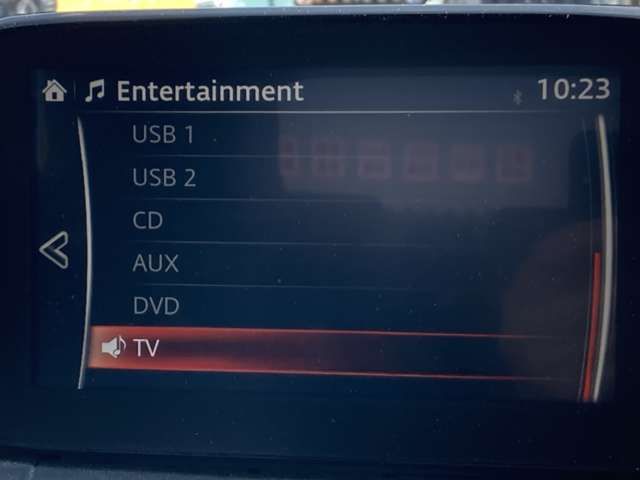 Entertainment 10:23
USB 1
USB 2
CD
AUX
DVD
TV